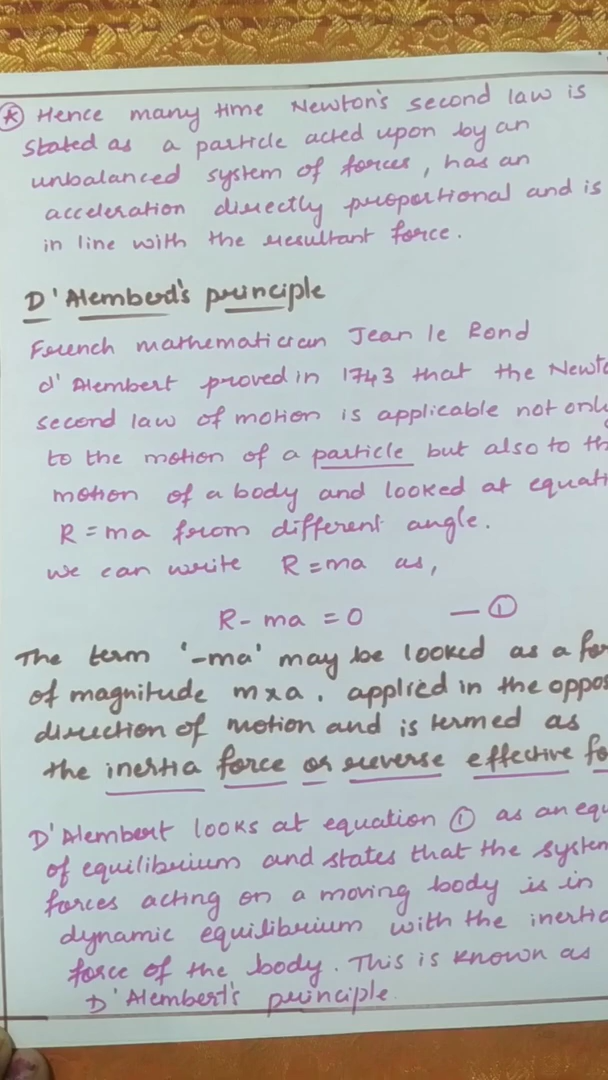 * Hence many time Newton's second law is
stated as a particle acted upon by an
unbalanced system of forces, has an
acceleration directly proportional and is
in line with the resultant force.
D'Alembert's principle
French mathematician Jean le Rond
d'Alembert proved in 1743 that the Newto
second law of motion is applicable not only
to the motion of a particle but also to th
motion of a body and looked at equati
R = ma from different angle.
we can write R = ma as,
R - ma = 0 — ①
The term '-ma' may be looked as a for
of magnitude m x a, applied in the oppos
direction of motion and is termed as
the inertia force or reverse effective fo
D'Alembert looks at equation ① as an equ
of equilibrium and states that the system
forces acting on a moving body is in
dynamic equilibrium with the inertia
force of the body. This is known as
D'Alembert's principle.